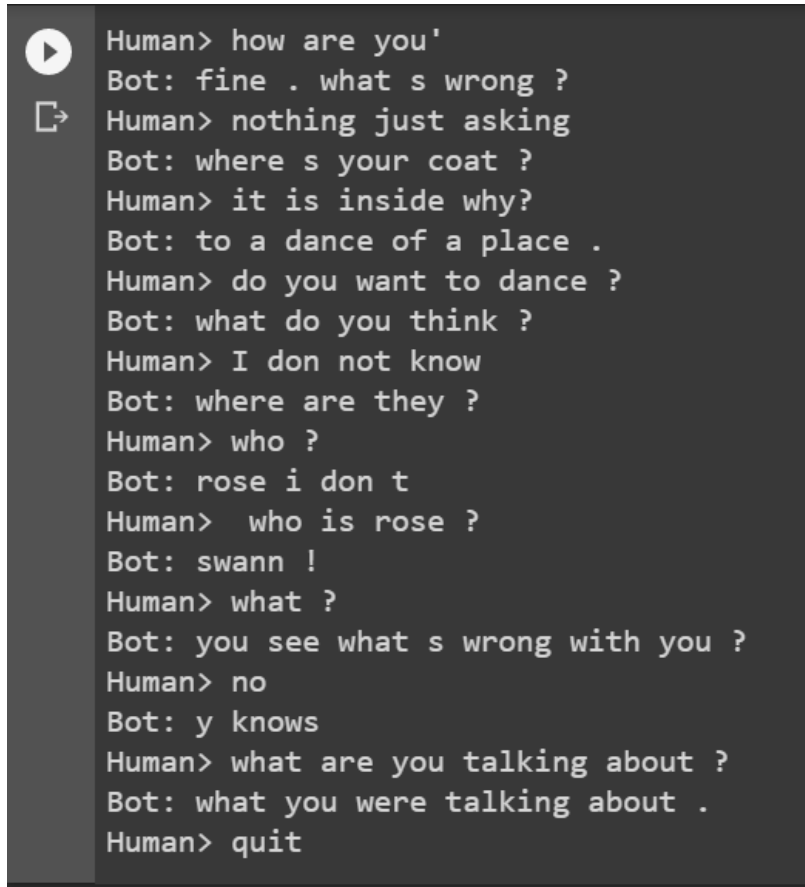 Human> how are you'
Bot: fine . what s wrong ?
Human> nothing just asking
Bot: where s your coat ?
Human> it is inside why?
Bot: to a dance of a place .
Human> do you want to dance ?
Bot: what do you think ?
Human> I don not know
Bot: where are they ?
Human> who ?
Bot: rose i don t
Human>  who is rose ?
Bot: swann !
Human> what ?
Bot: you see what s wrong with you ?
Human> no
Bot: y knows
Human> what are you talking about ?
Bot: what you were talking about .
Human> quit